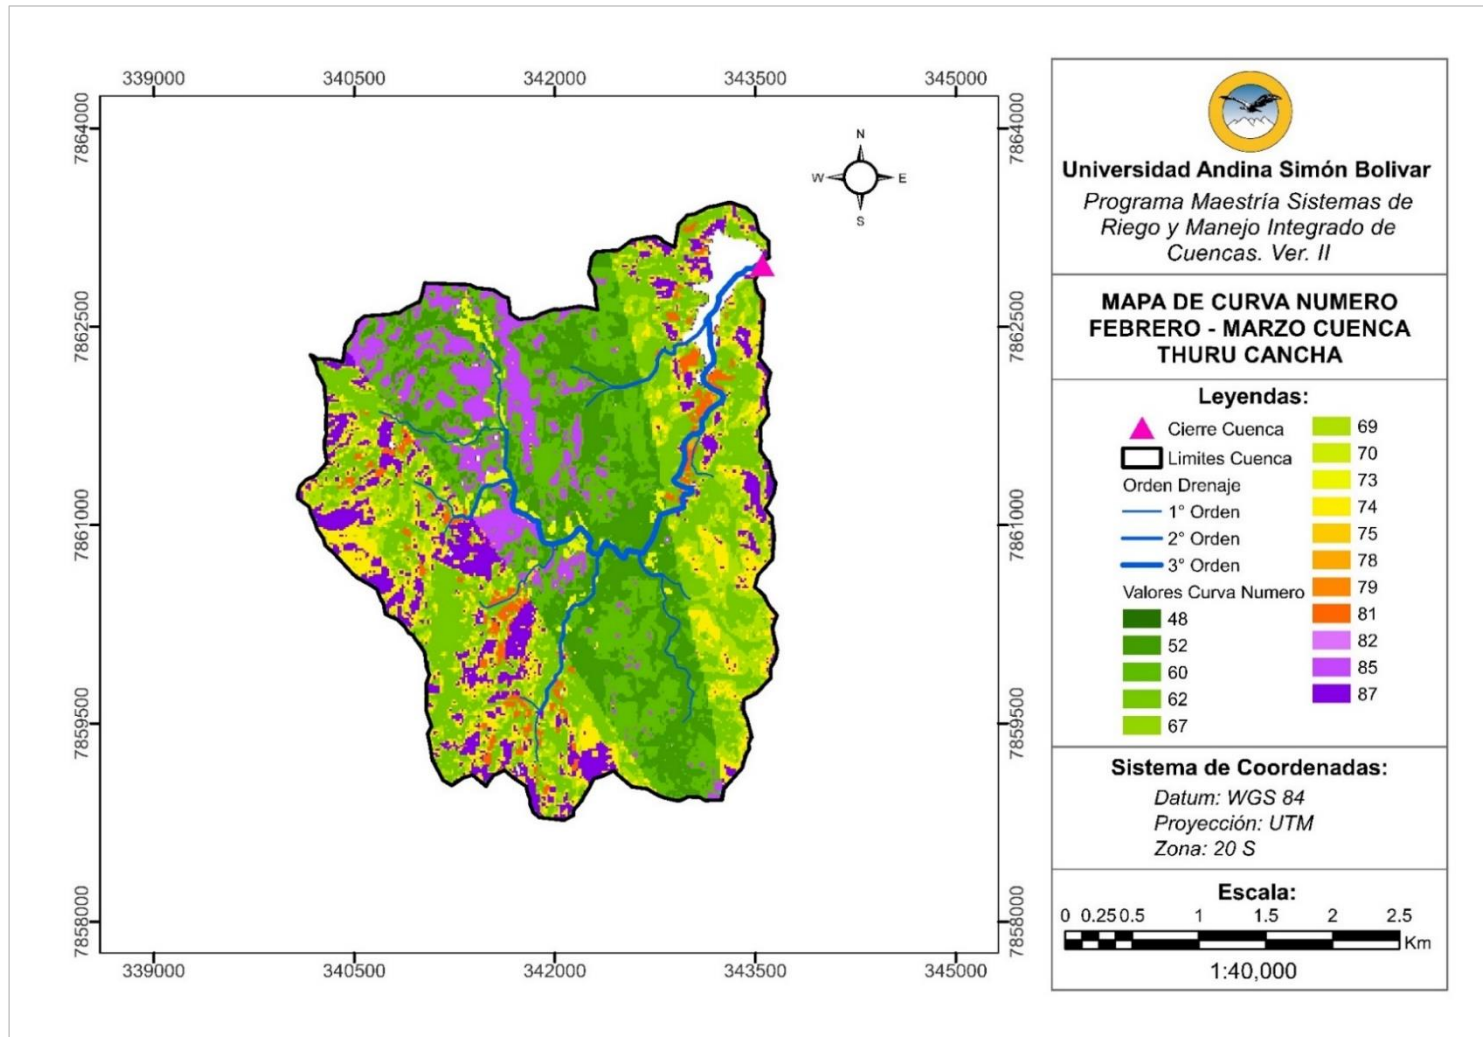 339000 340500 342000 343500 345000
7864000 7864000
7862500 7862500
7861000 7861000
7859500 7859500
7858000 7858000
339000 340500 342000 343500 345000
N
W E
S
Universidad Andina Simón Bolivar
Programa Maestría Sistemas de
Riego y Manejo Integrado de
Cuencas. Ver. II
MAPA DE CURVA NUMERO
FEBRERO - MARZO CUENCA
THURU CANCHA
Leyendas:
Cierre Cuenca
Limites Cuenca
Orden Drenaje
1° Orden
2° Orden
3° Orden
Valores Curva Numero
48
52
60
62
67
69
70
73
74
75
78
79
81
82
85
87
Sistema de Coordenadas:
Datum: WGS 84
Proyección: UTM
Zona: 20 S
Escala:
0 0.25 0.5 1 1.5 2 2.5
Km
1:40,000